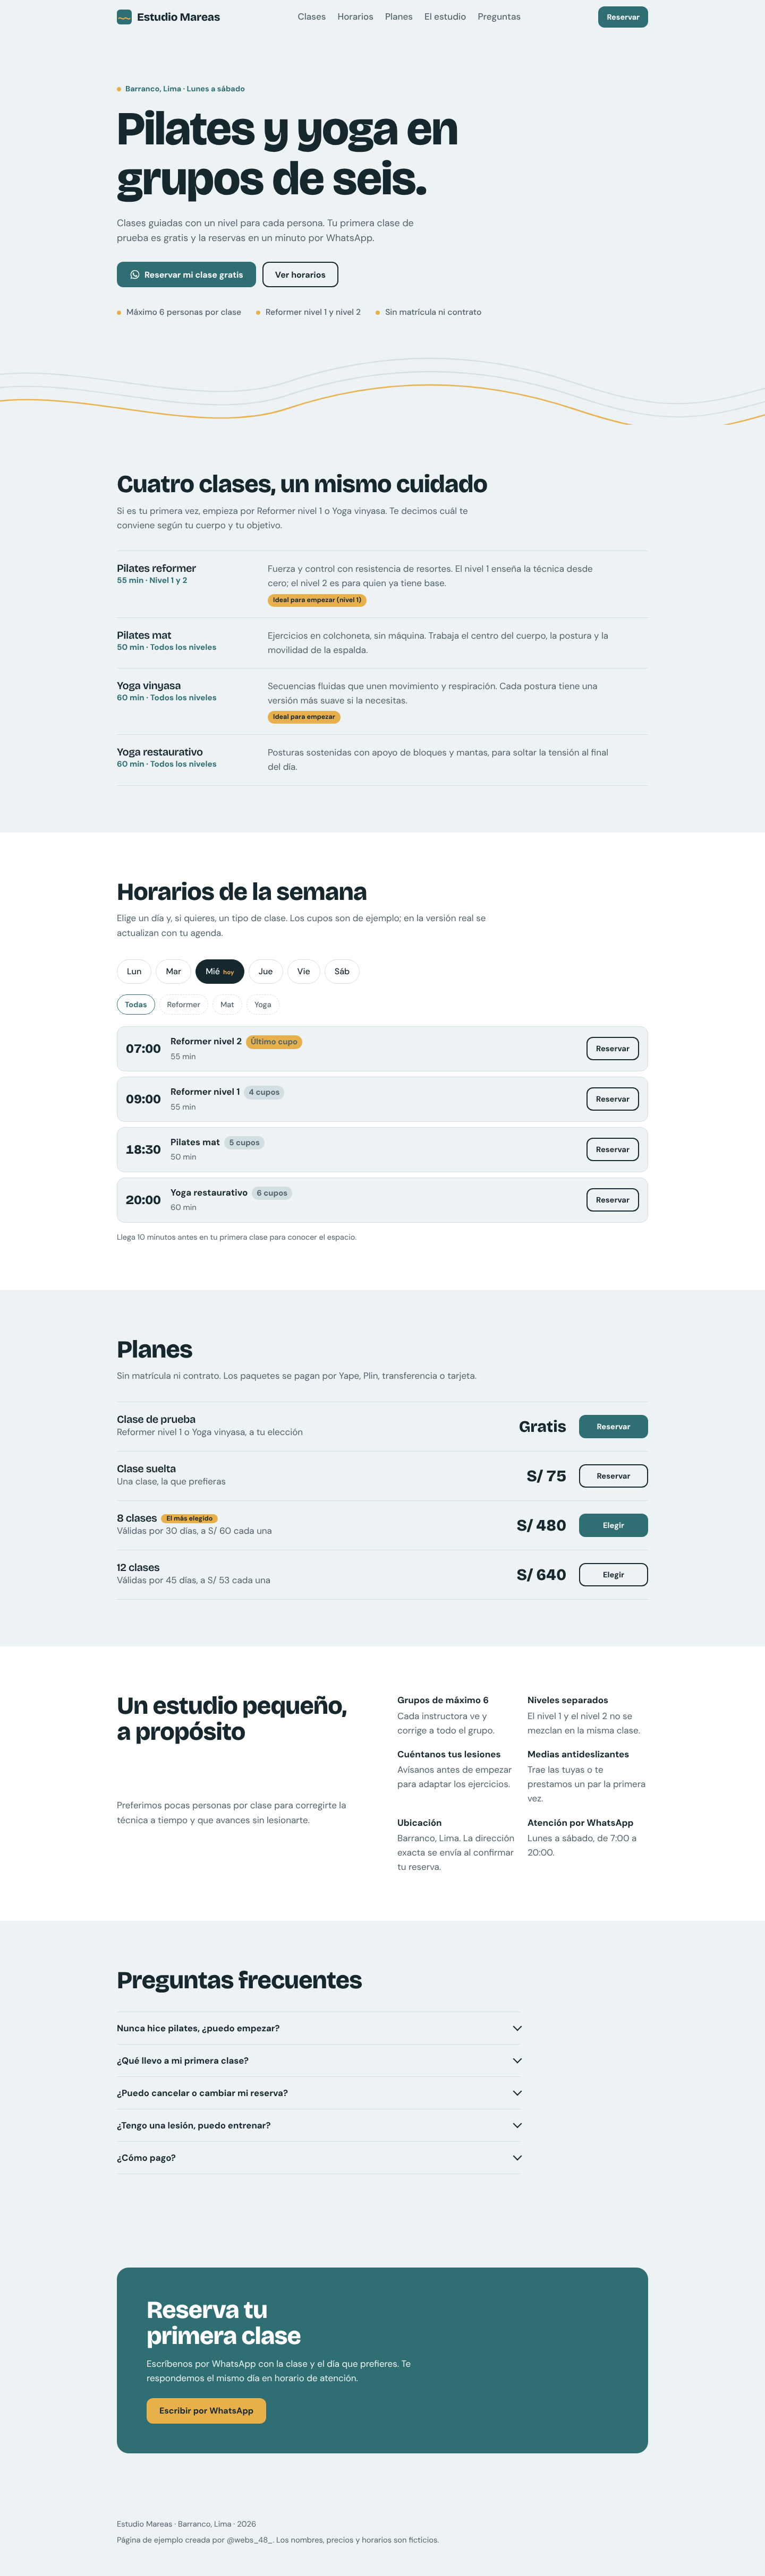 Estudio Mareas
Clases
Horarios
Planes
El estudio
Preguntas
Reservar
Barranco, Lima · Lunes a sábado
Pilates y yoga en
grupos de seis.
Clases guiadas con un nivel para cada persona. Tu primera clase de
prueba es gratis y la reservas en un minuto por WhatsApp.
Reservar mi clase gratis
Ver horarios
Máximo 6 personas por clase
Reformer nivel 1 y nivel 2
Sin matrícula ni contrato
Cuatro clases, un mismo cuidado
Si es tu primera vez, empieza por Reformer nivel 1 o Yoga vinyasa. Te decimos cuál te
conviene según tu cuerpo y tu objetivo.
Pilates reformer
55 min · Nivel 1 y 2
Fuerza y control con resistencia de resortes. El nivel 1 enseña la técnica desde
cero; el nivel 2 es para quien ya tiene base.
Ideal para empezar (nivel 1)
Pilates mat
50 min · Todos los niveles
Ejercicios en colchoneta, sin máquina. Trabaja el centro del cuerpo, la postura y la
movilidad de la espalda.
Yoga vinyasa
60 min · Todos los niveles
Secuencias fluidas que unen movimiento y respiración. Cada postura tiene una
versión más suave si la necesitas.
Ideal para empezar
Yoga restaurativo
60 min · Todos los niveles
Posturas sostenidas con apoyo de bloques y mantas, para soltar la tensión al final
del día.
Horarios de la semana
Elige un día y, si quieres, un tipo de clase. Los cupos son de ejemplo; en la versión real se
actualizan con tu agenda.
Lun
Mar
Mié hoy
Jue
Vie
Sáb
Todas
Reformer
Mat
Yoga
07:00
Reformer nivel 2 Último cupo
55 min
Reservar
09:00
Reformer nivel 1 4 cupos
55 min
Reservar
18:30
Pilates mat 5 cupos
50 min
Reservar
20:00
Yoga restaurativo 6 cupos
60 min
Reservar
Llega 10 minutos antes en tu primera clase para conocer el espacio.
Planes
Sin matrícula ni contrato. Los paquetes se pagan por Yape, Plin, transferencia o tarjeta.
Clase de prueba
Reformer nivel 1 o Yoga vinyasa, a tu elección
Gratis
Reservar
Clase suelta
Una clase, la que prefieras
S/ 75
Reservar
8 clases El más elegido
Válidas por 30 días, a S/ 60 cada una
S/ 480
Elegir
12 clases
Válidas por 45 días, a S/ 53 cada una
S/ 640
Elegir
Un estudio pequeño,
a propósito
Preferimos pocas personas por clase para corregirte la
técnica a tiempo y que avances sin lesionarte.
Grupos de máximo 6
Cada instructora ve y
corrige a todo el grupo.
Niveles separados
El nivel 1 y el nivel 2 no se
mezclan en la misma clase.
Cuéntanos tus lesiones
Avísanos antes de empezar
para adaptar los ejercicios.
Medias antideslizantes
Trae las tuyas o te
prestamos un par la primera
vez.
Ubicación
Barranco, Lima. La dirección
exacta se envía al confirmar
tu reserva.
Atención por WhatsApp
Lunes a sábado, de 7:00 a
20:00.
Preguntas frecuentes
Nunca hice pilates, ¿puedo empezar?
¿Qué llevo a mi primera clase?
¿Puedo cancelar o cambiar mi reserva?
¿Tengo una lesión, puedo entrenar?
¿Cómo pago?
Reserva tu
primera clase
Escríbenos por WhatsApp con la clase y el día que prefieres. Te
respondemos el mismo día en horario de atención.
Escribir por WhatsApp
Estudio Mareas · Barranco, Lima · 2026
Página de ejemplo creada por @webs_48_. Los nombres, precios y horarios son ficticios.